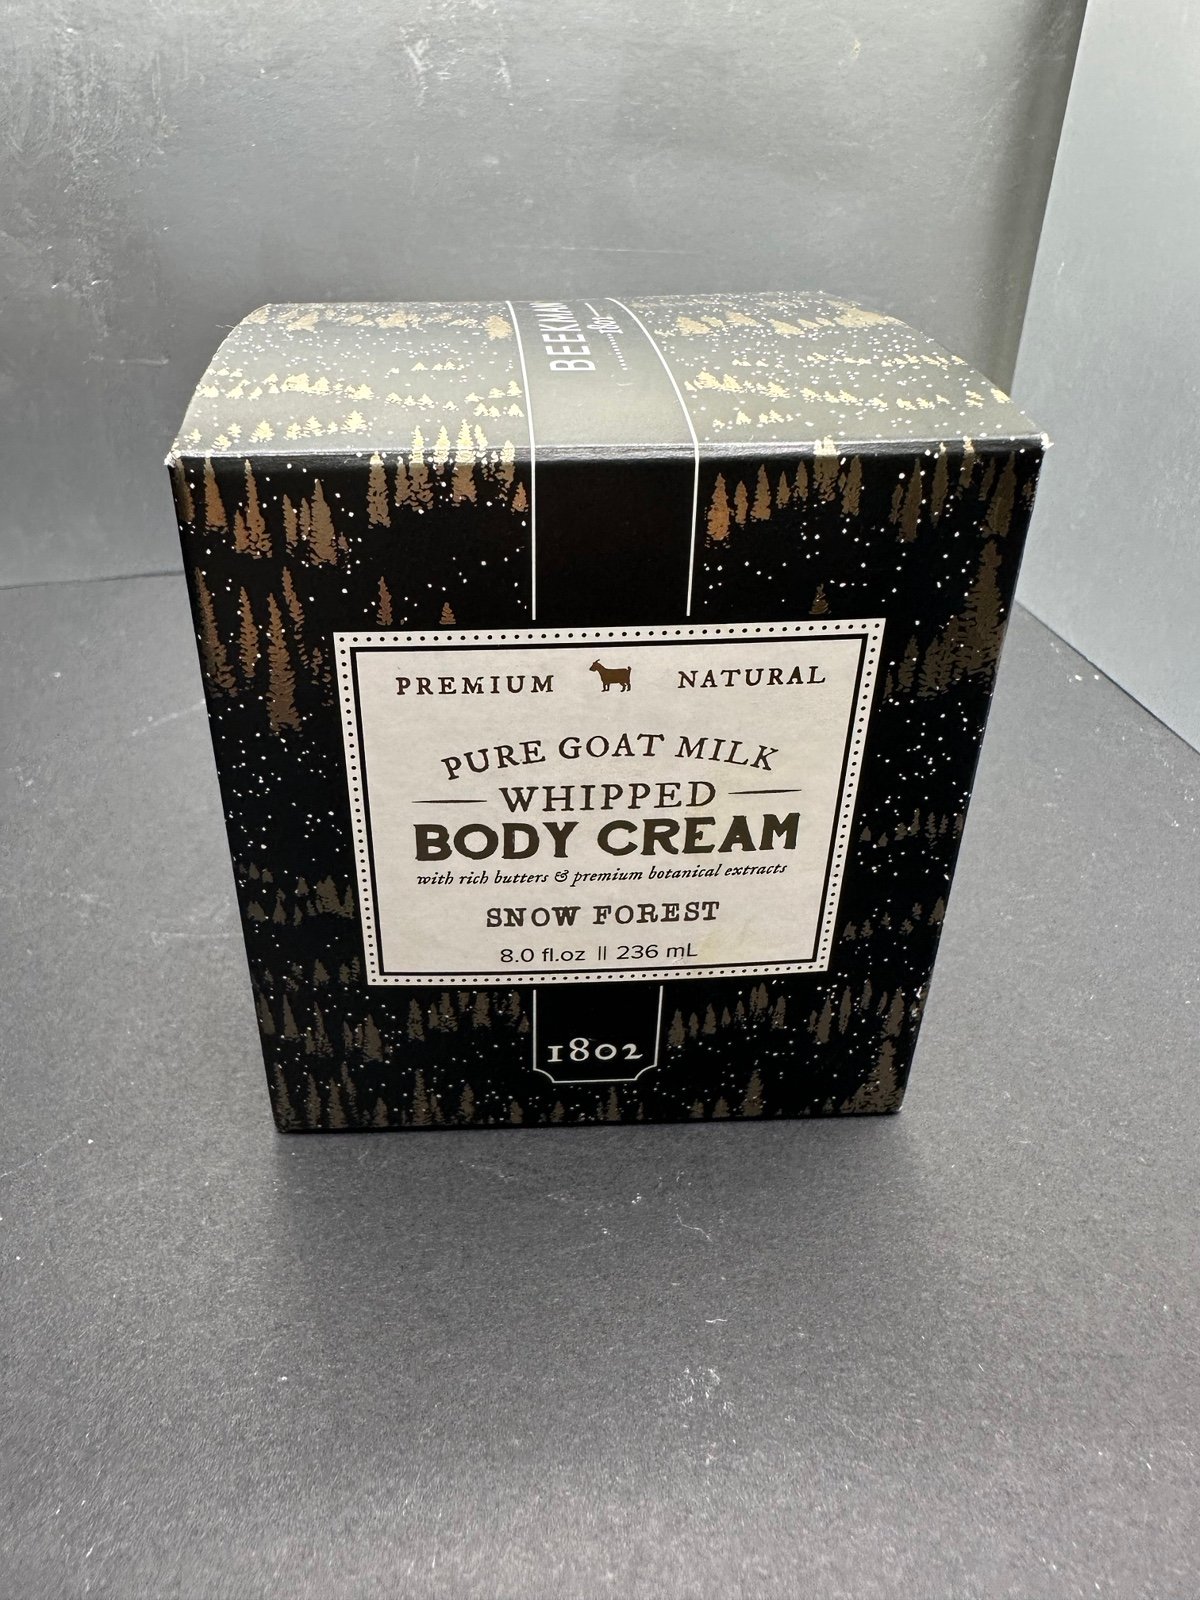 BEEKMAN
1802
PREMIUM NATURAL
PURE GOAT MILK
WHIPPED
BODY CREAM
with rich butters & premium botanical extracts
SNOW FOREST
8.0 fl.oz || 236 mL
1802